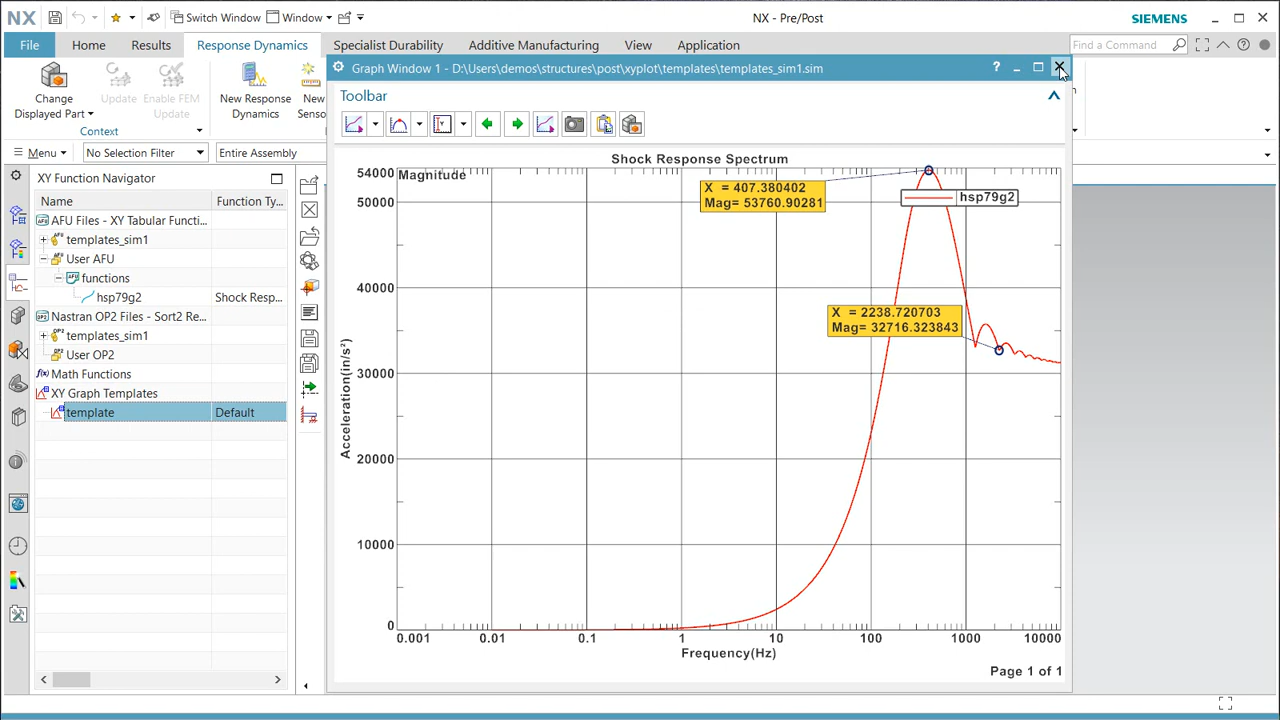 NX
Switch Window
Window
NX - Pre/Post
SIEMENS
File
Home
Results
Response Dynamics
Specialist Durability
Additive Manufacturing
View
Application
Find a Command
Change
Displayed Part
Update
Enable FEM
Update
New Response
Dynamics
New
Senso
Context
Menu
No Selection Filter
Entire Assembly
Graph Window 1 - D:\Users\demos\structures\post\xyplot\templates\templates_sim1.sim
Toolbar
XY Function Navigator
Name
Function Ty...
AFU Files - XY Tabular Functi...
templates_sim1
User AFU
functions
hsp79g2
Shock Resp...
Nastran OP2 Files - Sort2 Re...
templates_sim1
User OP2
Math Functions
XY Graph Templates
template
Default
Shock Response Spectrum
Magnitude
54000
50000
40000
30000
20000
10000
0
Acceleration(in/s²)
X = 407.380402
Mag= 53760.90281
hsp79g2
X = 2238.720703
Mag= 32716.323843
0.001
0.01
0.1
1
10
100
1000
10000
Frequency(Hz)
Page 1 of 1